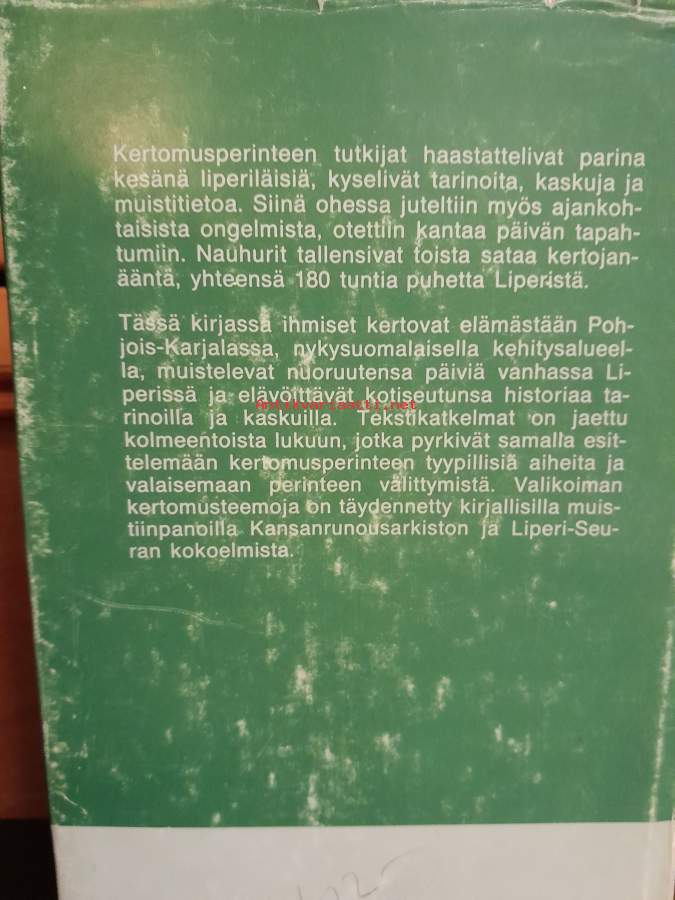 Kertomusperinteen tutkijat haastattelivat parina
kesänä liperiläisiä, kyselivät tarinoita, kaskuja ja
muistitietoa. Siinä ohessa juteltiin myös ajankoh-
taisista ongelmista, otettiin kantaa päivän tapah-
tumiin. Nauhurit tallensivat toista sataa kertojan-
ääntä, yhteensä 180 tuntia puhetta Liperistä.
Tässä kirjassa ihmiset kertovat elämästään Poh-
jois-Karjalassa, nykysuomalaisella kehitysalueel-
la, muistelevat nuoruutensa päiviä vanhassa Li-
perissä ja elävöittävät kotiseutunsa historiaa ta-
Antikvariaatti.net
rinoilla ja kaskuilla. Tekstikatkelmat on jaettu
kolmeentoista lukuun, jotka pyrkivät samalla esit-
telemään kertomusperinteen tyypillisiä aiheita ja
valaisemaan perinteen välittymistä. Valikoiman
kertomusteemoja on täydennetty kirjallisilla muis-
tiinpanoilla Kansanrunousarkiston ja Liperi-Seu-
ran kokoelmista.